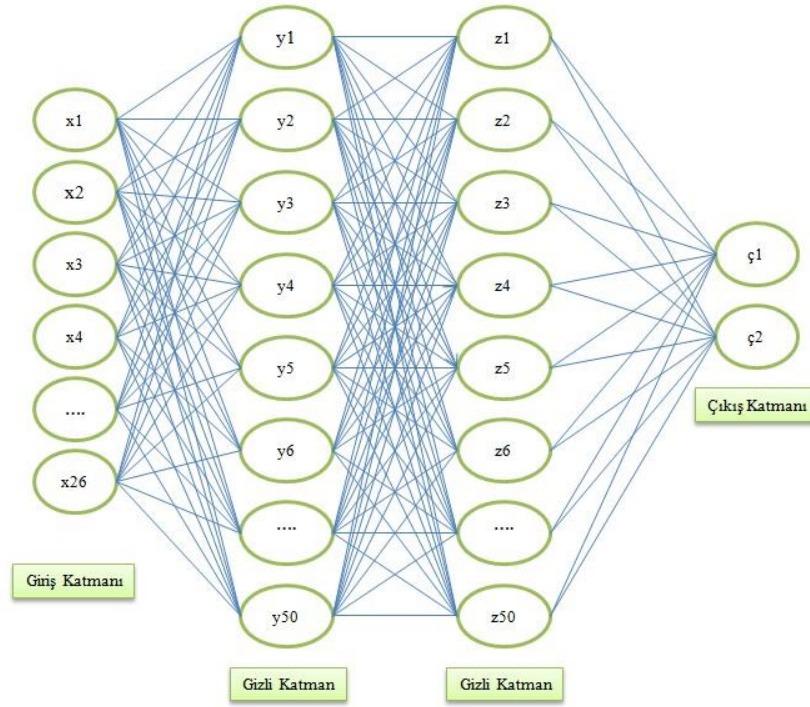 x1
x2
x3
x4
....
x26
Giriş Katmanı
y1
y2
y3
y4
y5
y6
....
y50
Gizli Katman
z1
z2
z3
z4
z5
z6
....
z50
Gizli Katman
ç1
ç2
Çıkış Katmanı